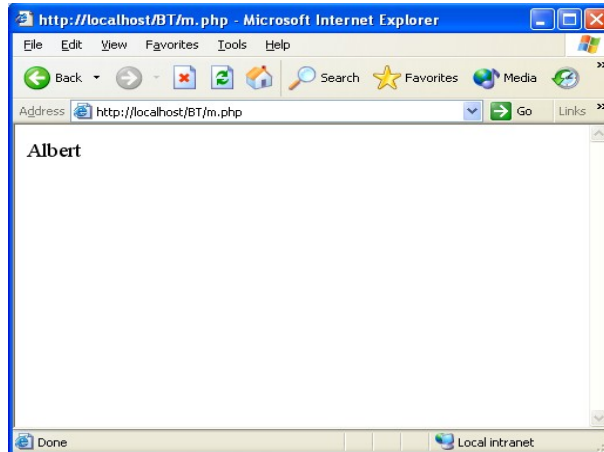 http://localhost/BT/m.php - Microsoft Internet Explorer
File Edit View Favorites Tools Help
Back Search Favorites Media »
Address http://localhost/BT/m.php Go Links »
Albert
Done Local intranet